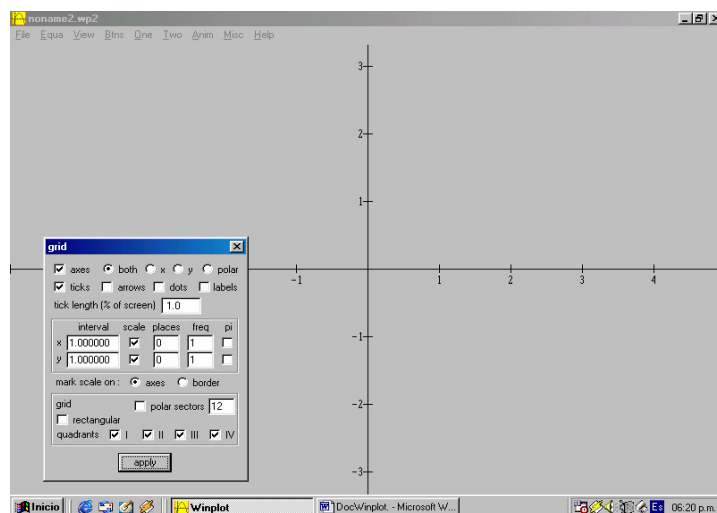 noname2.wp2
File Equa View Btns One Two Anim Misc Help
3
2
1
-1 1 2 3 4
-1
-2
-3
grid
axes both x y polar
ticks arrows dots labels
tick length (% of screen) 1.0
interval scale places freq pi
x 1.000000 0 1
y 1.000000 0 1
mark scale on : axes border
grid polar sectors 12
rectangular
quadrants I II III IV
apply
Inicio Winplot DocWinplot. - Microsoft W... Es 06:20 p.m.